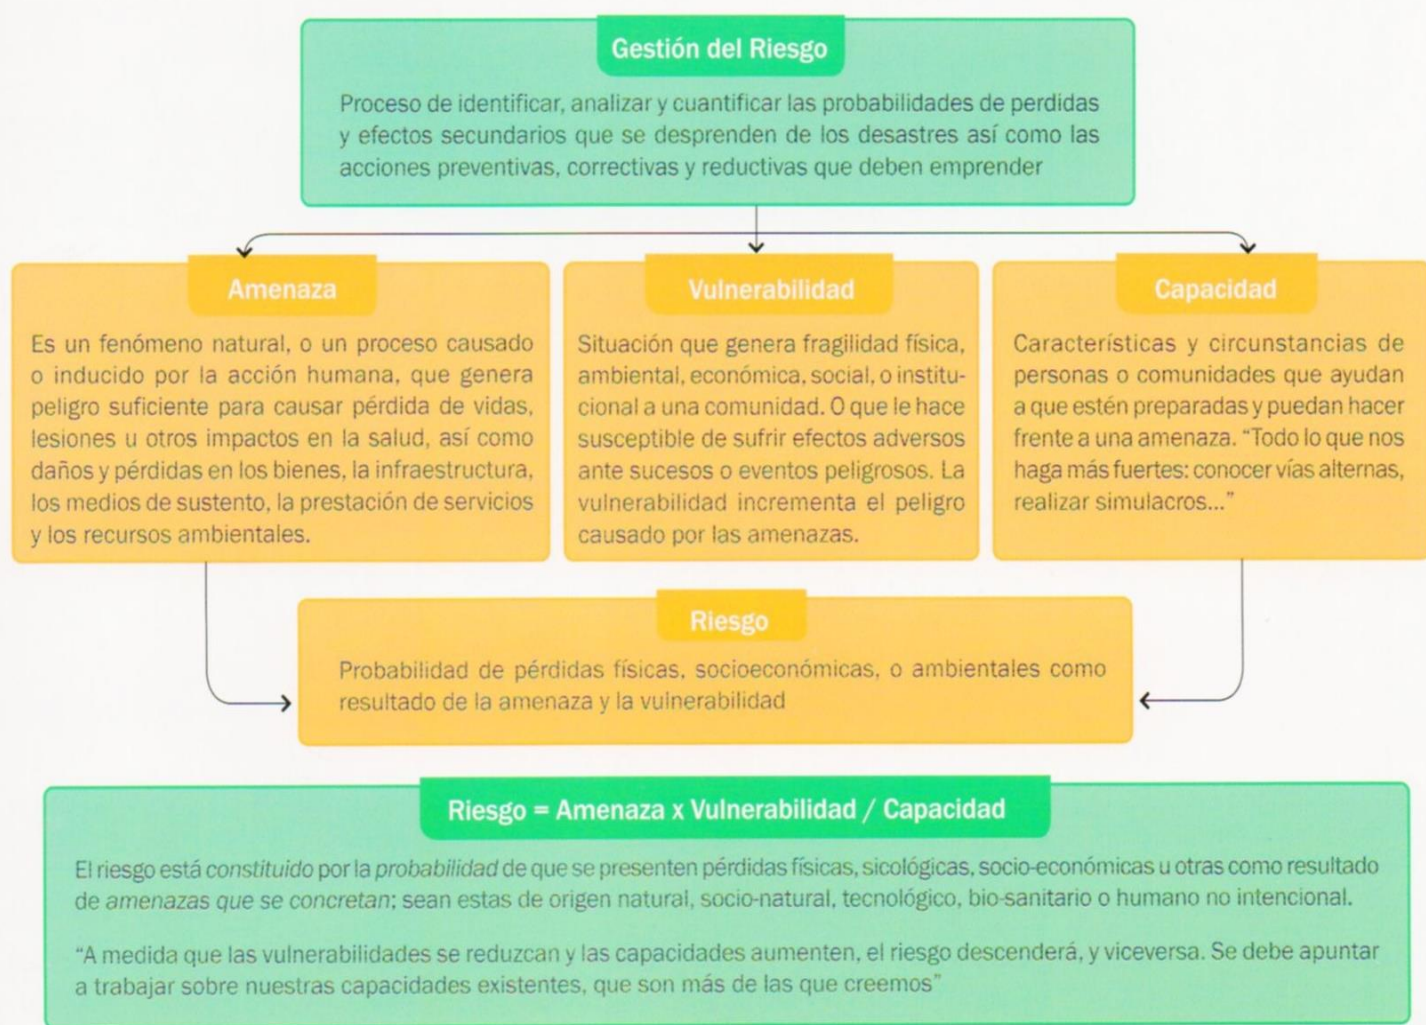 Gestión del Riesgo
Proceso de identificar, analizar y cuantificar las probabilidades de perdidas
y efectos secundarios que se desprenden de los desastres así como las
acciones preventivas, correctivas y reductivas que deben emprender
Amenaza
Es un fenómeno natural, o un proceso causado
o inducido por la acción humana, que genera
peligro suficiente para causar pérdida de vidas,
lesiones u otros impactos en la salud, así como
daños y pérdidas en los bienes, la infraestructura,
los medios de sustento, la prestación de servicios
y los recursos ambientales.
Vulnerabilidad
Situación que genera fragilidad física,
ambiental, económica, social, o institu-
cional a una comunidad. O que le hace
susceptible de sufrir efectos adversos
ante sucesos o eventos peligrosos. La
vulnerabilidad incrementa el peligro
causado por las amenazas.
Capacidad
Características y circunstancias de
personas o comunidades que ayudan
a que estén preparadas y puedan hacer
frente a una amenaza. “Todo lo que nos
haga más fuertes: conocer vías alternas,
realizar simulacros...”
Riesgo
Probabilidad de pérdidas físicas, socioeconómicas, o ambientales como
resultado de la amenaza y la vulnerabilidad
Riesgo = Amenaza x Vulnerabilidad / Capacidad
El riesgo está constituido por la probabilidad de que se presenten pérdidas físicas, sicológicas, socio-económicas u otras como resultado
de amenazas que se concretan; sean estas de origen natural, socio-natural, tecnológico, bio-sanitario o humano no intencional.
“A medida que las vulnerabilidades se reduzcan y las capacidades aumenten, el riesgo descenderá, y viceversa. Se debe apuntar
a trabajar sobre nuestras capacidades existentes, que son más de las que creemos”